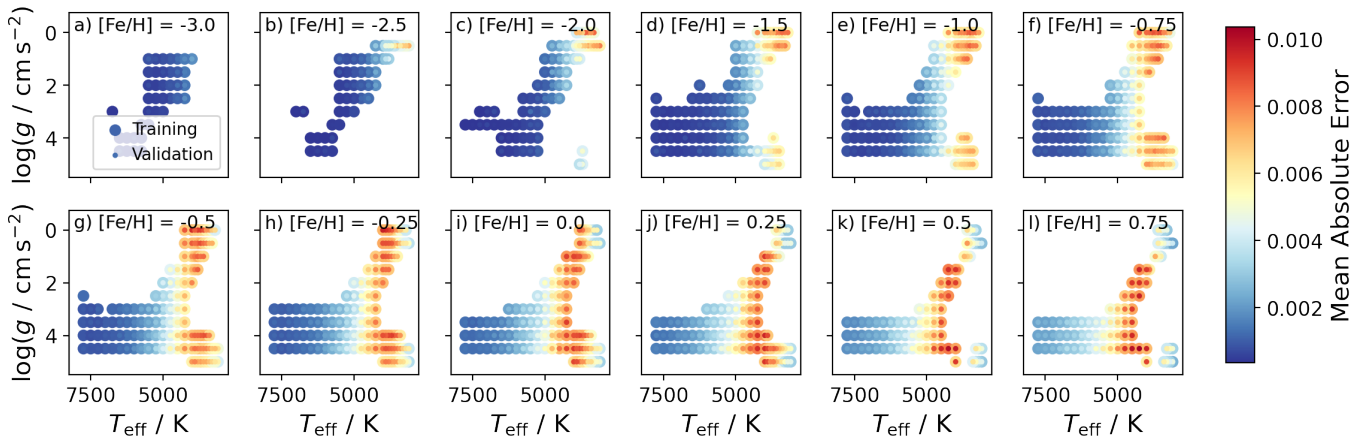 a) [Fe/H] = -3.0
b) [Fe/H] = -2.5
c) [Fe/H] = -2.0
d) [Fe/H] = -1.5
e) [Fe/H] = -1.0
f) [Fe/H] = -0.75
0
2
4
log(g / cm s⁻²)
Training
Validation
g) [Fe/H] = -0.5
h) [Fe/H] = -0.25
i) [Fe/H] = 0.0
j) [Fe/H] = 0.25
k) [Fe/H] = 0.5
l) [Fe/H] = 0.75
0
2
4
log(g / cm s⁻²)
7500 5000
7500 5000
7500 5000
7500 5000
7500 5000
7500 5000
T_eff / K
T_eff / K
T_eff / K
T_eff / K
T_eff / K
T_eff / K
0.010
0.008
0.006
0.004
0.002
Mean Absolute Error